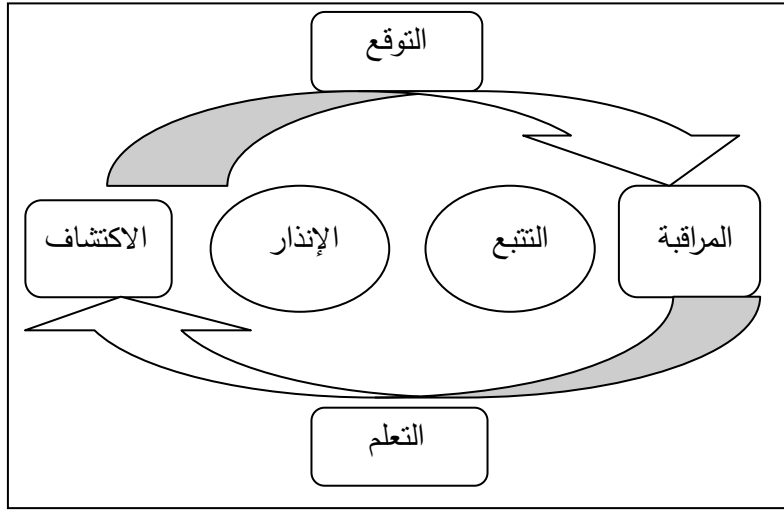 التوقع
المراقبة
التتبع
الإنذار
الاكتشاف
التعلم